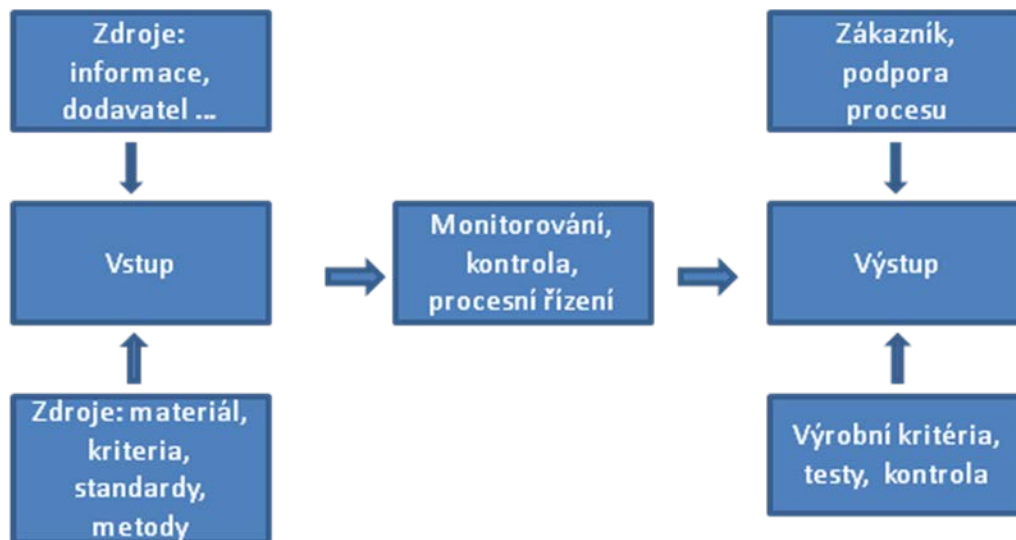 Zdroje:
informace,
dodavatel ...
Vstup
Zdroje: materiál,
kriteria,
standardy,
metody
Monitorování,
kontrola,
procesní řízení
Zákazník,
podpora
procesu
Výstup
Výrobní kritéria,
testy, kontrola